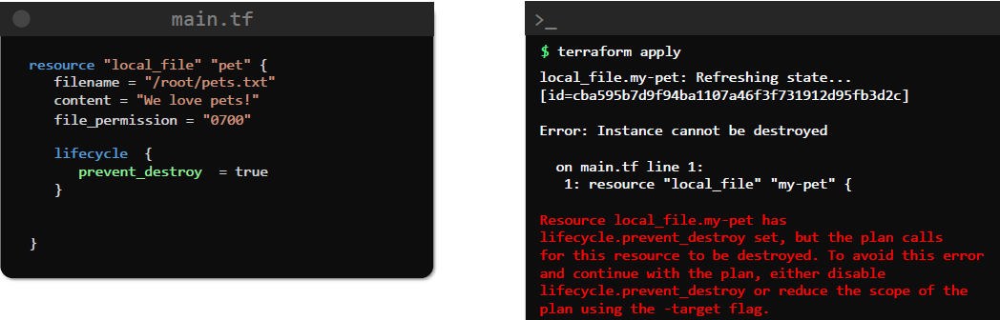 main.tf
resource "local_file" "pet" {
filename = "/root/pets.txt"
content = "We love pets!"
file_permission = "0700"
lifecycle {
prevent_destroy = true
}
}
>_
$ terraform apply
local_file.my-pet: Refreshing state...
[id=cba595b7d9f94ba1107a46f3f731912d95fb3d2c]
Error: Instance cannot be destroyed
on main.tf line 1:
1: resource "local_file" "my-pet" {
Resource local_file.my-pet has
lifecycle.prevent_destroy set, but the plan calls
for this resource to be destroyed. To avoid this error
and continue with the plan, either disable
lifecycle.prevent_destroy or reduce the scope of the
plan using the -target flag.